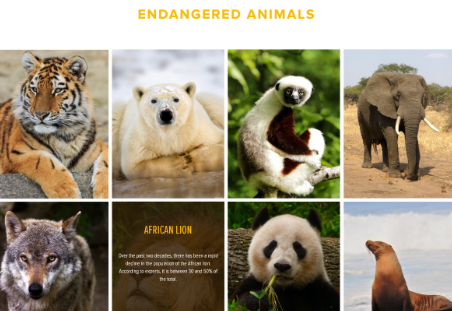 ENDANGERED ANIMALS
AFRICAN LION
Over the past two decades, there has been a rapid
decline in the population of the African lion.
According to experts, it is between 30 and 50% of
the total.